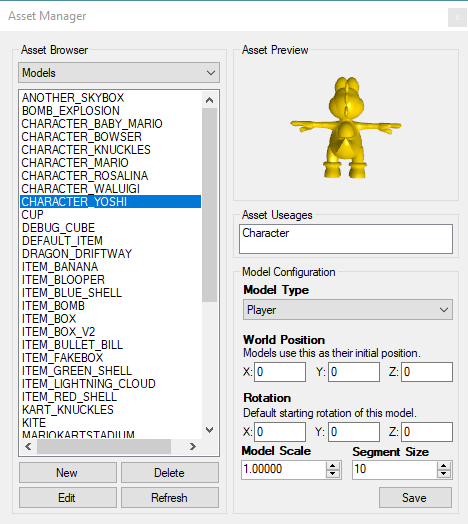 Asset Manager
Asset Browser
Models
ANOTHER_SKYBOX
BOMB_EXPLOSION
CHARACTER_BABY_MARIO
CHARACTER_BOWSER
CHARACTER_KNUCKLES
CHARACTER_MARIO
CHARACTER_ROSALINA
CHARACTER_WALUIGI
CHARACTER_YOSHI
CUP
DEBUG_CUBE
DEFAULT_ITEM
DRAGON_DRIFTWAY
ITEM_BANANA
ITEM_BLOOPER
ITEM_BLUE_SHELL
ITEM_BOMB
ITEM_BOX
ITEM_BOX_V2
ITEM_BULLET_BILL
ITEM_FAKEBOX
ITEM_GREEN_SHELL
ITEM_LIGHTNING_CLOUD
ITEM_RED_SHELL
KART_KNUCKLES
KITE
MARIOKARTSTADIUM
New
Delete
Edit
Refresh
Asset Preview
Asset Useages
Character
Model Configuration
Model Type
Player
World Position
Models use this as their initial position.
X: 0 Y: 0 Z: 0
Rotation
Default starting rotation of this model.
X: 0 Y: 0 Z: 0
Model Scale Segment Size
1.00000 10
Save